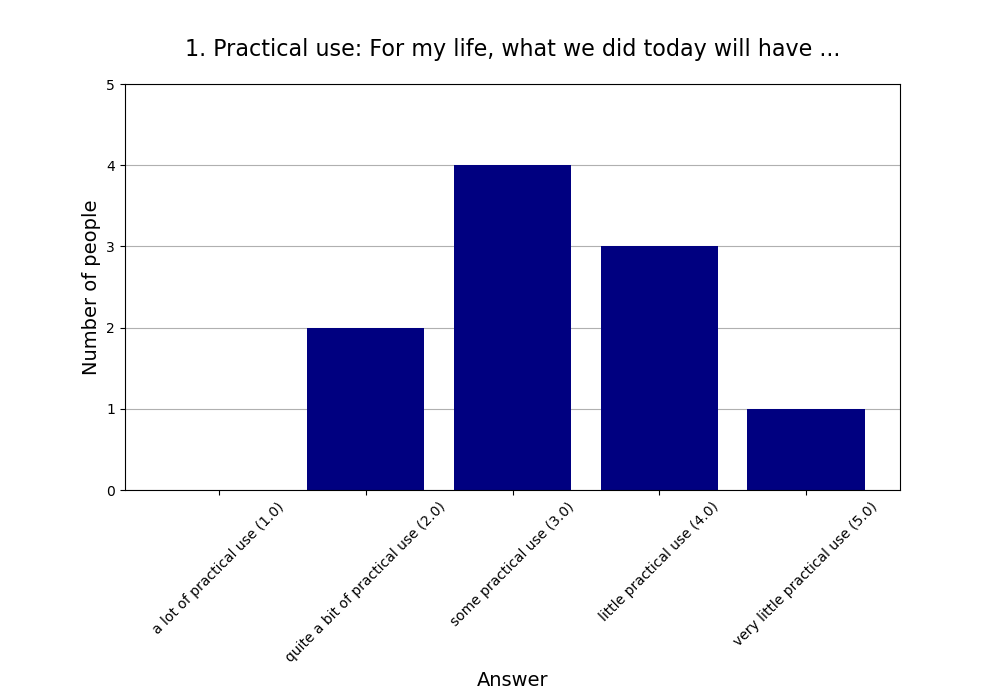 1. Practical use: For my life, what we did today will have ...
5
4
3
2
1
0
Number of people
a lot of practical use (1.0)
quite a bit of practical use (2.0)
some practical use (3.0)
little practical use (4.0)
very little practical use (5.0)
Answer